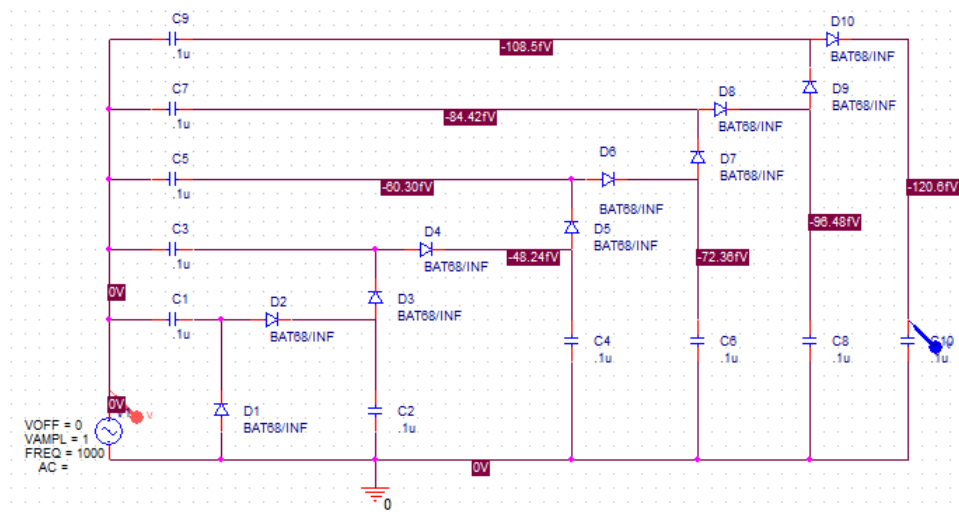 C9
.1u
-108.5fV
D10
BAT68/INF
C7
.1u
-84.42fV
D8
BAT68/INF
D9
BAT68/INF
C5
.1u
-60.30fV
D6
BAT68/INF
D7
BAT68/INF
-120.6fV
C3
.1u
D4
BAT68/INF
D5
BAT68/INF
-48.24fV
-72.36fV
-96.48fV
0V
C1
.1u
D2
BAT68/INF
D3
BAT68/INF
C4
.1u
C6
.1u
C8
.1u
C10
.1u
0V
V
D1
BAT68/INF
C2
.1u
VOFF = 0
VAMPL = 1
FREQ = 1000
AC =
0V
0